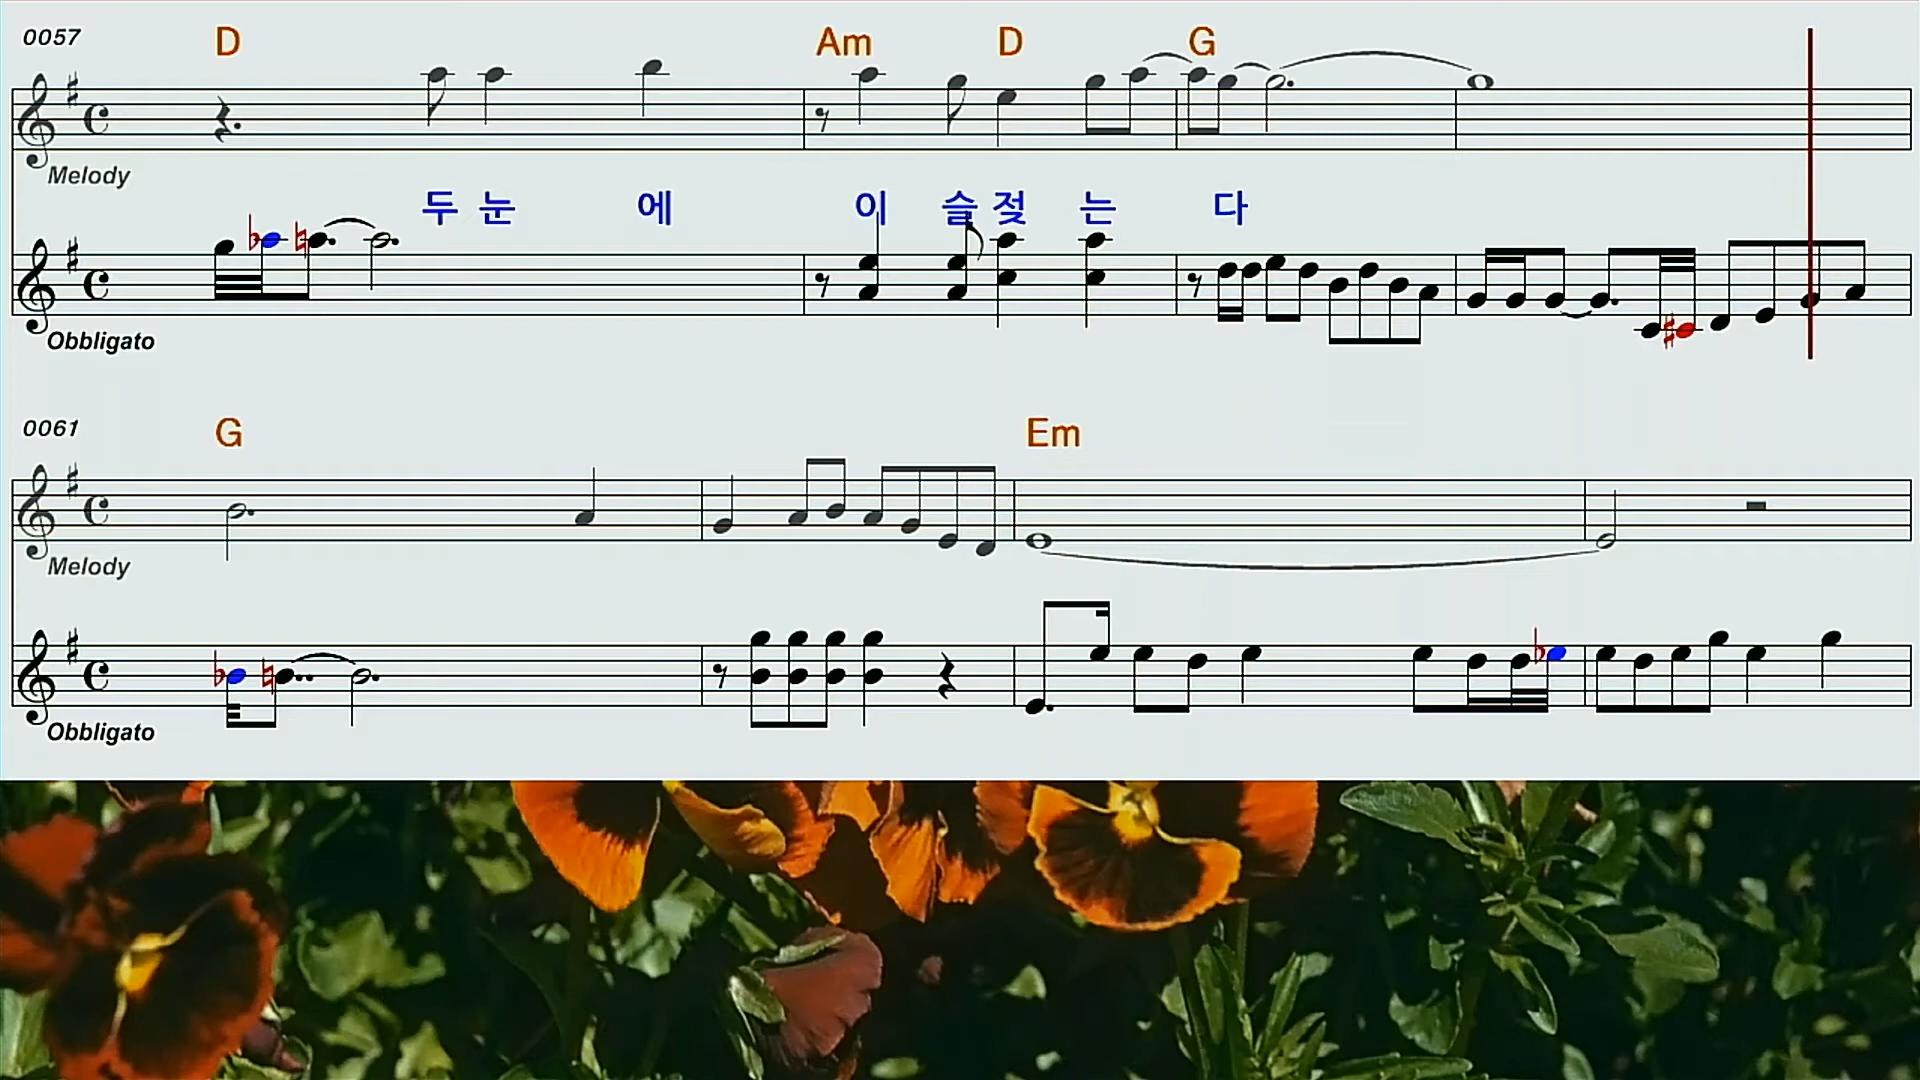 0057 D Am D G
Melody
두 눈 에 이 슬 젖 는 다
Obbligato
0061 G Em
Melody
Obbligato